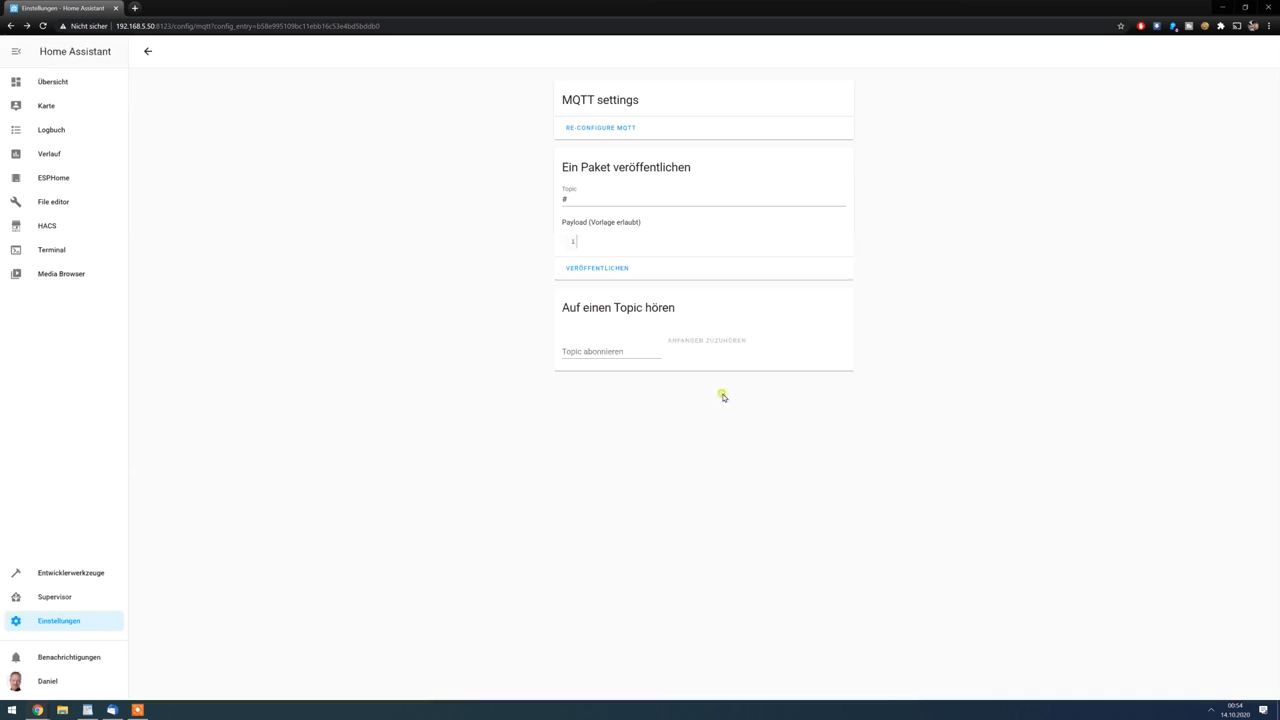 Einstellungen - Home Assistant
Nicht sicher
192.168.5.50:8123/config/mqtt?config_entry=b58e995109bc11ebb16c53e4bd5bddb0
Home Assistant
Übersicht
Karte
Logbuch
Verlauf
ESPHome
File editor
HACS
Terminal
Media Browser
Entwicklerwerkzeuge
Supervisor
Einstellungen
Benachrichtigungen
Daniel
MQTT settings
RE-CONFIGURE MQTT
Ein Paket veröffentlichen
Topic
#
Payload (Vorlage erlaubt)
1
VERÖFFENTLICHEN
Auf einen Topic hören
ANFANGEN ZUZUHÖREN
Topic abonnieren
00:54
14.10.2020